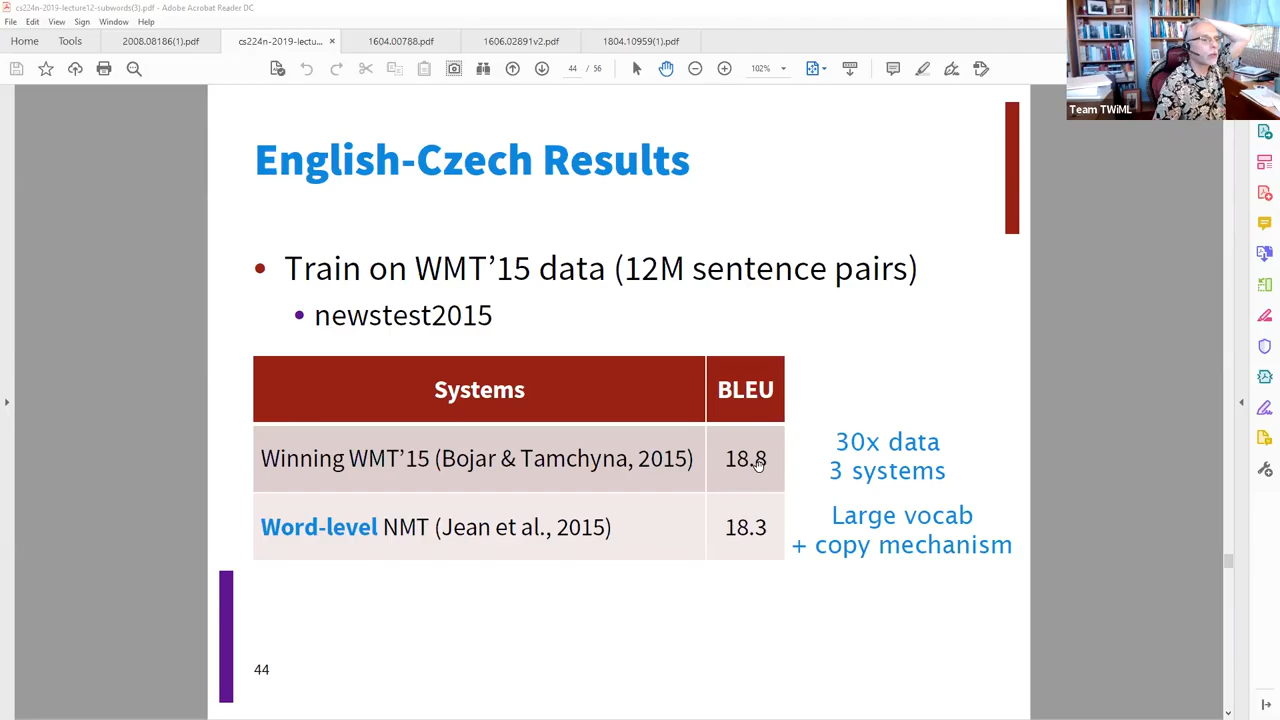 cs224n-2019-lecture12-subwords(3).pdf - Adobe Acrobat Reader DC
File Edit View Sign Window Help
Home Tools 2008.08186(1).pdf cs224n-2019-lectu... × 1604.00788.pdf 1606.03891v2.pdf 1804.10959(1).pdf
44 / 56 102%
Team TWiML
English-Czech Results
• Train on WMT’15 data (12M sentence pairs)
• newstest2015
Systems BLEU
Winning WMT’15 (Bojar & Tamchyna, 2015) 18.8
30x data
3 systems
Word-level NMT (Jean et al., 2015) 18.3
Large vocab
+ copy mechanism
44